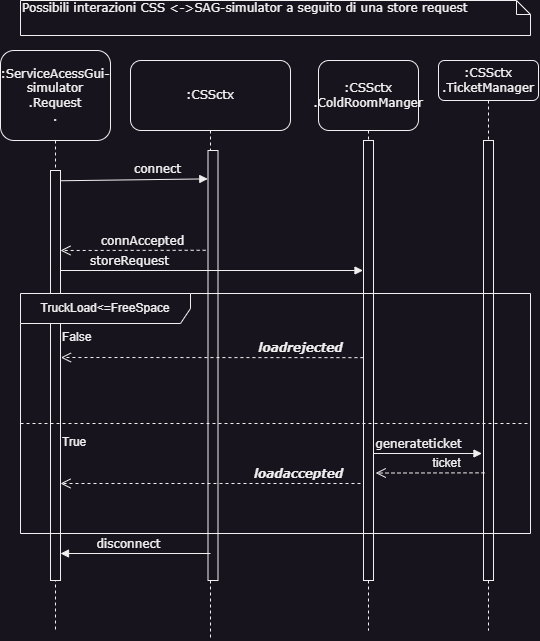 Possibili interazioni CSS <->SAG-simulator a seguito di una store request
:ServiceAcessGui-
simulator
.Request
.
:CSSctx
:CSSctx
.ColdRoomManger
:CSSctx
.TicketManager
connect
connAccepted
storeRequest
TruckLoad<=FreeSpace
False
loadrejected
True
generateticket
ticket
loadaccepted
disconnect